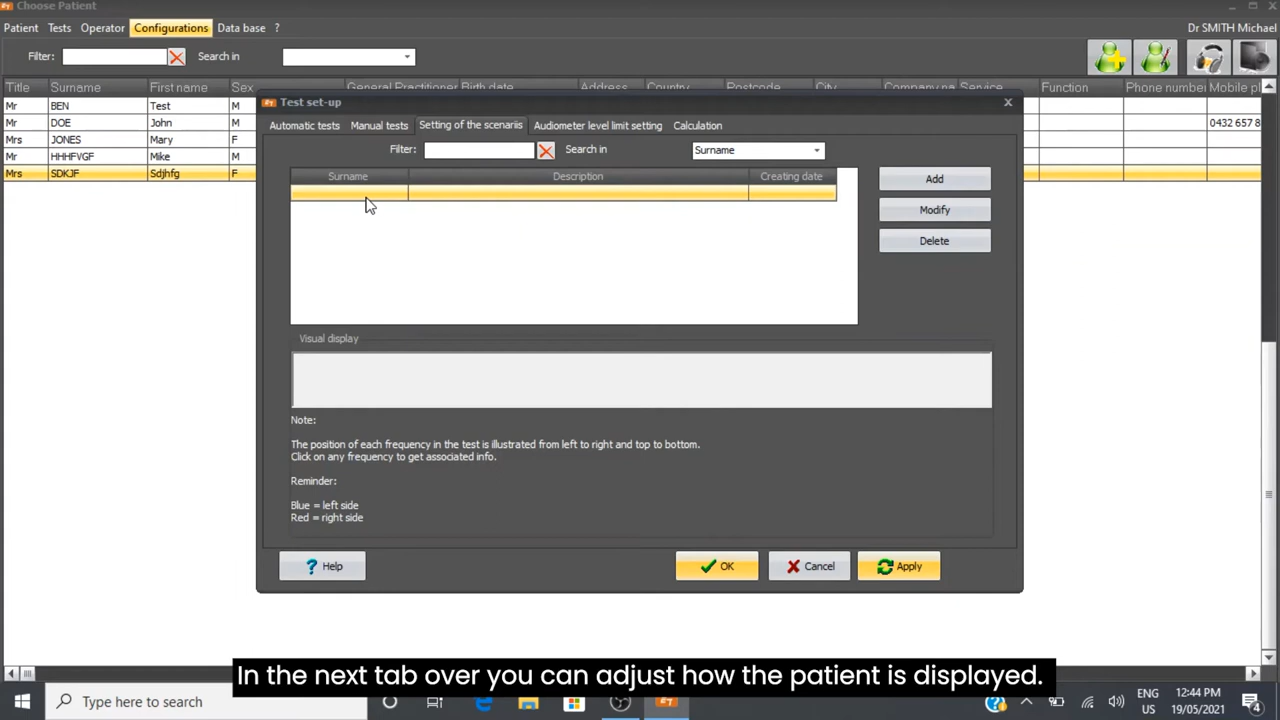 Choose Patient
Patient Tests Operator Configurations Data base ?
Dr SMITH Michael
Filter: Search in
Title Surname First name Sex General Practitioner Birth date Address Country Postcode City Company na Service Function Phone number Mobile pl
Mr BEN Test M
Mr DOE John M 0432 657 8
Mrs JONES Mary F
Mr HHHFVGF Mike M
Mrs SDKJF Sdjhfg F
Test set-up
Automatic tests Manual tests Setting of the scenariis Audiometer level limit setting Calculation
Filter: Search in Surname
Surname Description Creating date
Add
Modify
Delete
Visual display
Note:
The position of each frequency in the test is illustrated from left to right and top to bottom.
Click on any frequency to get associated info.
Reminder:
Blue = left side
Red = right side
? Help OK Cancel Apply
In the next tab over you can adjust how the patient is displayed.
Type here to search
ENG
US
12:44 PM
19/05/2021
4